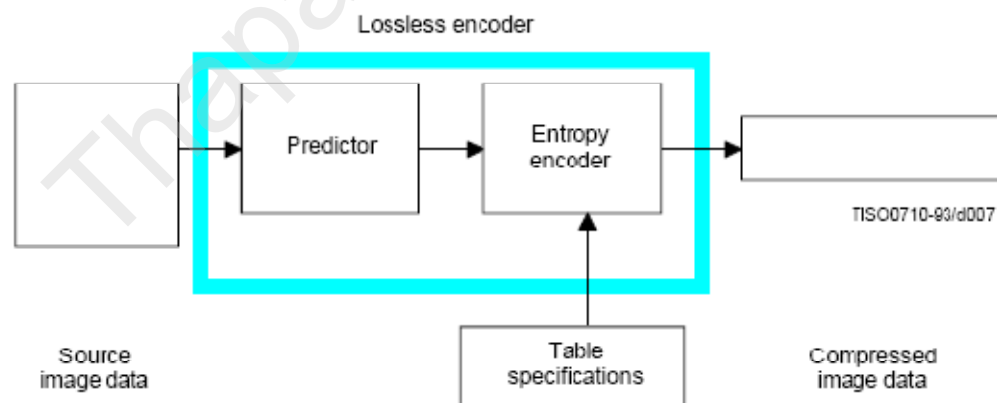 Lossless encoder
Predictor
Entropy
encoder
TISO0710-93/d007
Table
specifications
Source
image data
Compressed
image data